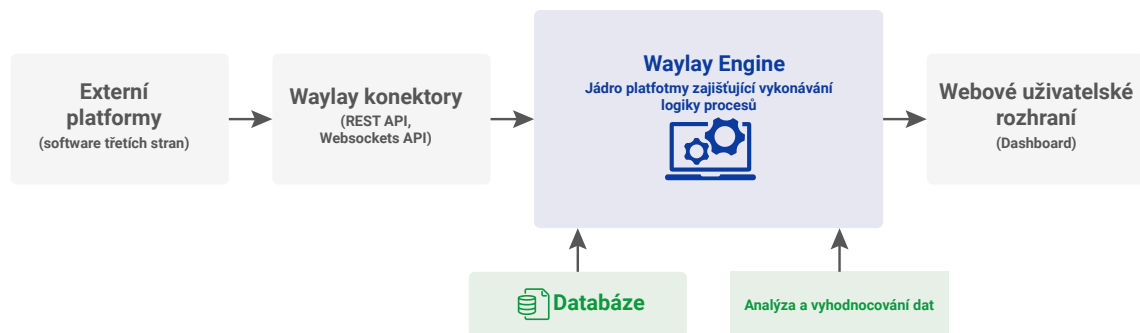 Externí
platformy
(software třetích stran)
Waylay konektory
(REST API,
Websockets API)
Waylay Engine
Jádro platfotmy zajišťující vykonávání
logiky procesů
Webové uživatelské
rozhraní
(Dashboard)
Databáze
Analýza a vyhodnocování dat